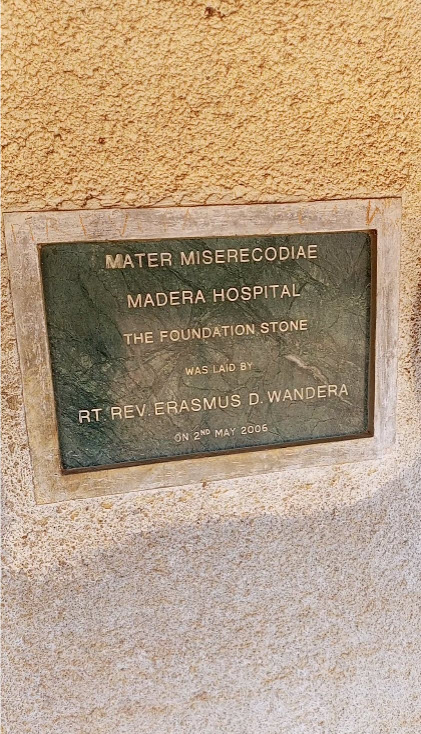 MATER MISERECODIAE
MADERA HOSPITAL
THE FOUNDATION STONE
WAS LAID BY
RT. REV. ERASMUS D. WANDERA
ON 2ND MAY 2006